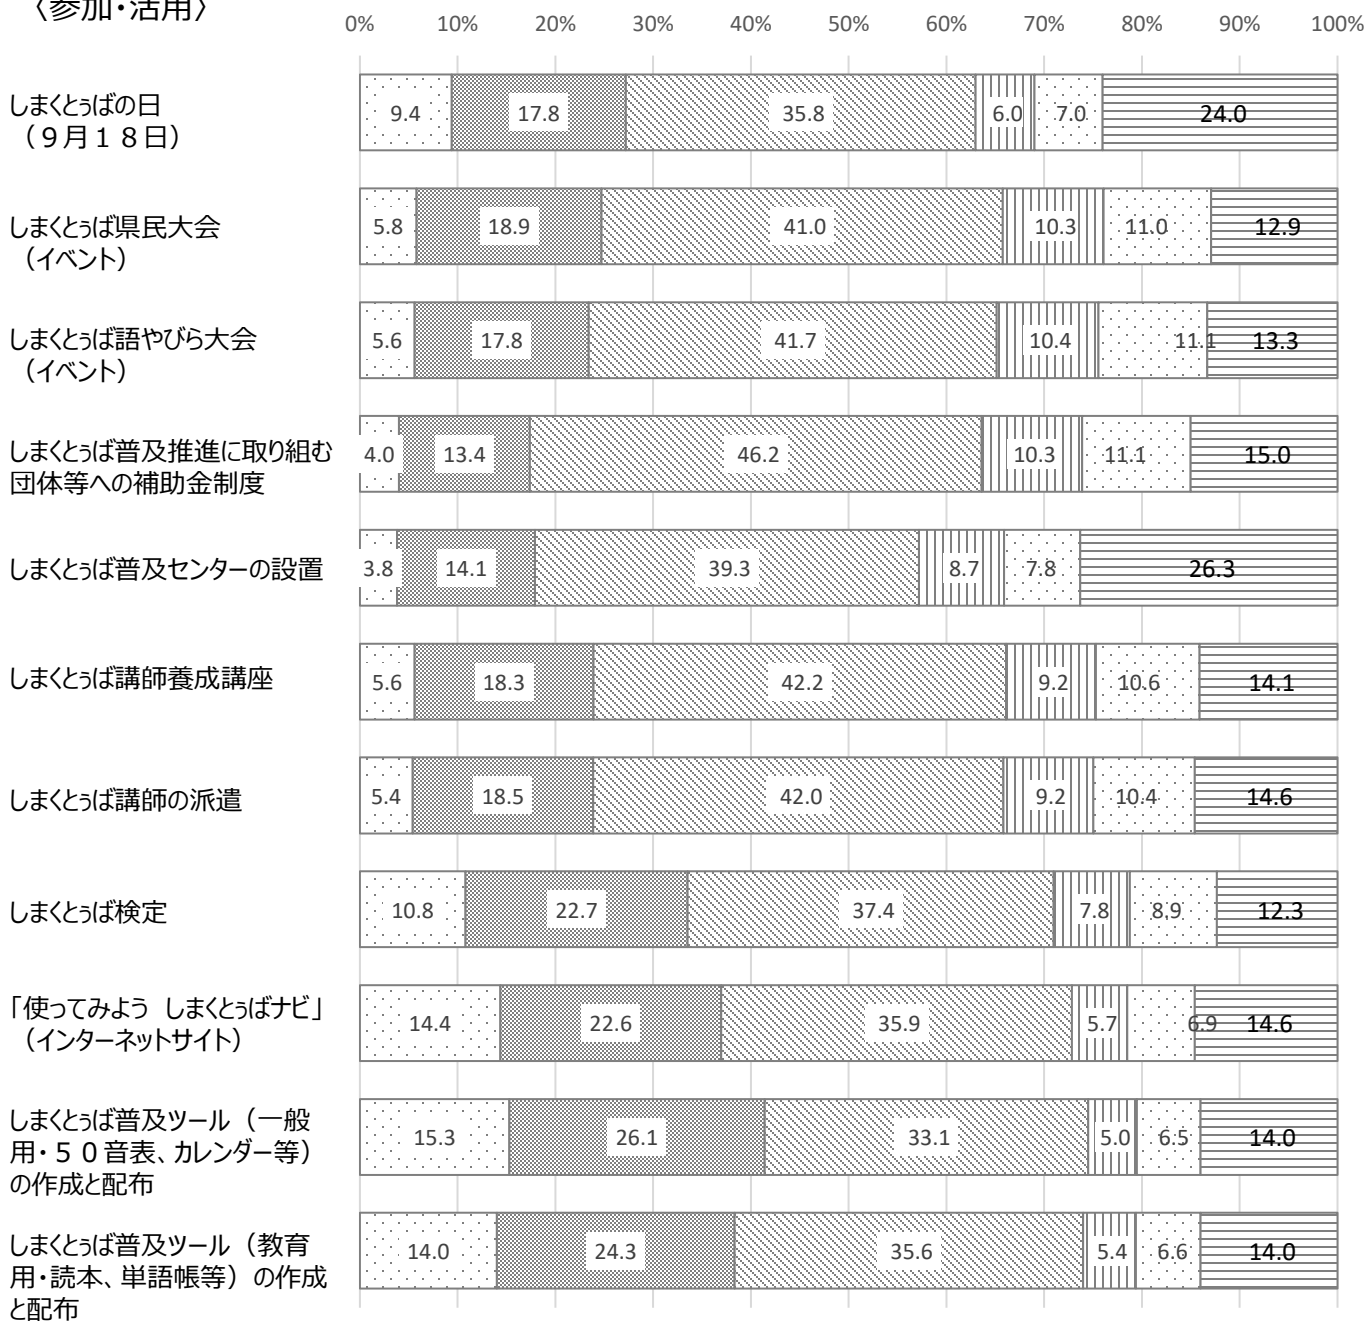 〈参加・活用〉
0% 10% 20% 30% 40% 50% 60% 70% 80% 90% 100%
しまくとぅばの日
（９月１８日）
9.4 17.8 35.8 6.0 7.0 24.0
しまくとぅば県民大会
（イベント）
5.8 18.9 41.0 10.3 11.0 12.9
しまくとぅば語やびら大会
（イベント）
5.6 17.8 41.7 10.4 11.1 13.3
しまくとぅば普及推進に取り組む
団体等への補助金制度
4.0 13.4 46.2 10.3 11.1 15.0
しまくとぅば普及センターの設置
3.8 14.1 39.3 8.7 7.8 26.3
しまくとぅば講師養成講座
5.6 18.3 42.2 9.2 10.6 14.1
しまくとぅば講師の派遣
5.4 18.5 42.0 9.2 10.4 14.6
しまくとぅば検定
10.8 22.7 37.4 7.8 8.9 12.3
「使ってみよう　しまくとぅばナビ」
（インターネットサイト）
14.4 22.6 35.9 5.7 6.9 14.6
しまくとぅば普及ツール（一般
用・５０音表、カレンダー等）
の作成と配布
15.3 26.1 33.1 5.0 6.5 14.0
しまくとぅば普及ツール（教育
用・読本、単語帳等）の作成
と配布
14.0 24.3 35.6 5.4 6.6 14.0